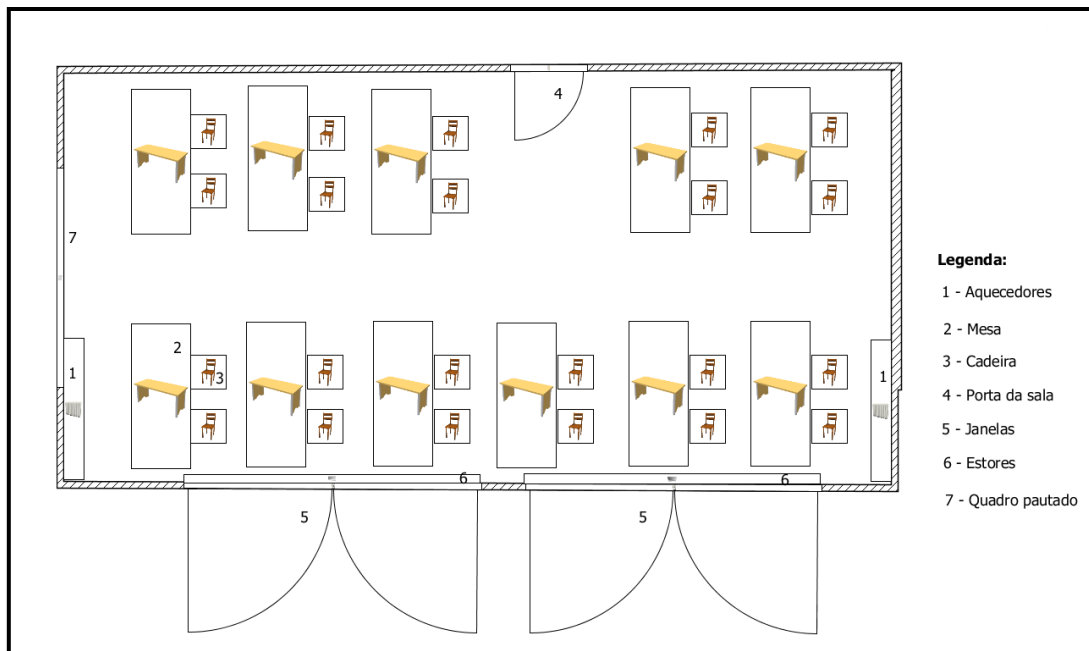 4
7
2
3
1
1
6
6
5
5
Legenda:
1 - Aquecedores
2 - Mesa
3 - Cadeira
4 - Porta da sala
5 - Janelas
6 - Estores
7 - Quadro pautado